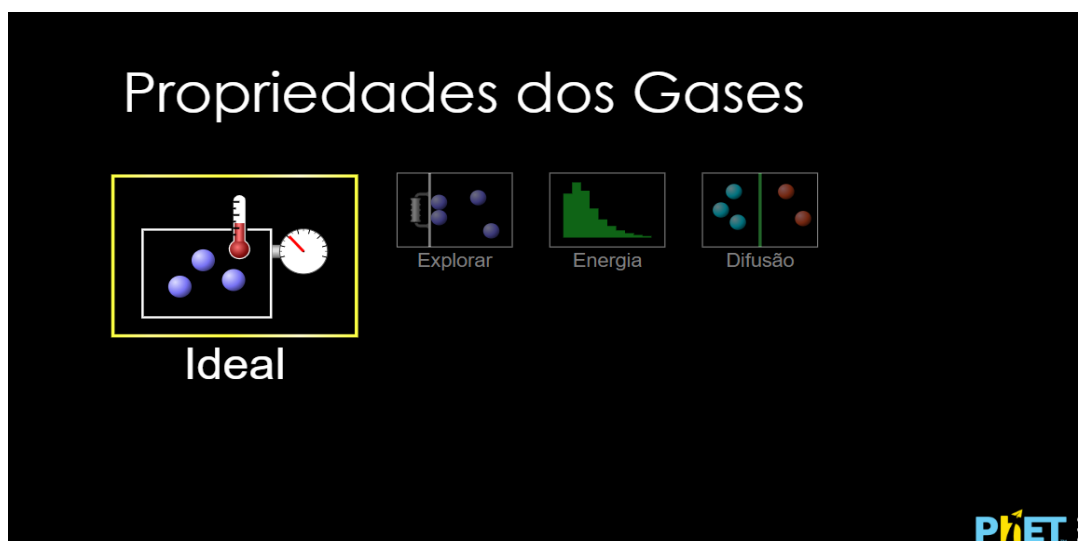 Propriedades dos Gases
Ideal
Explorar
Energia
Difusão
PhET